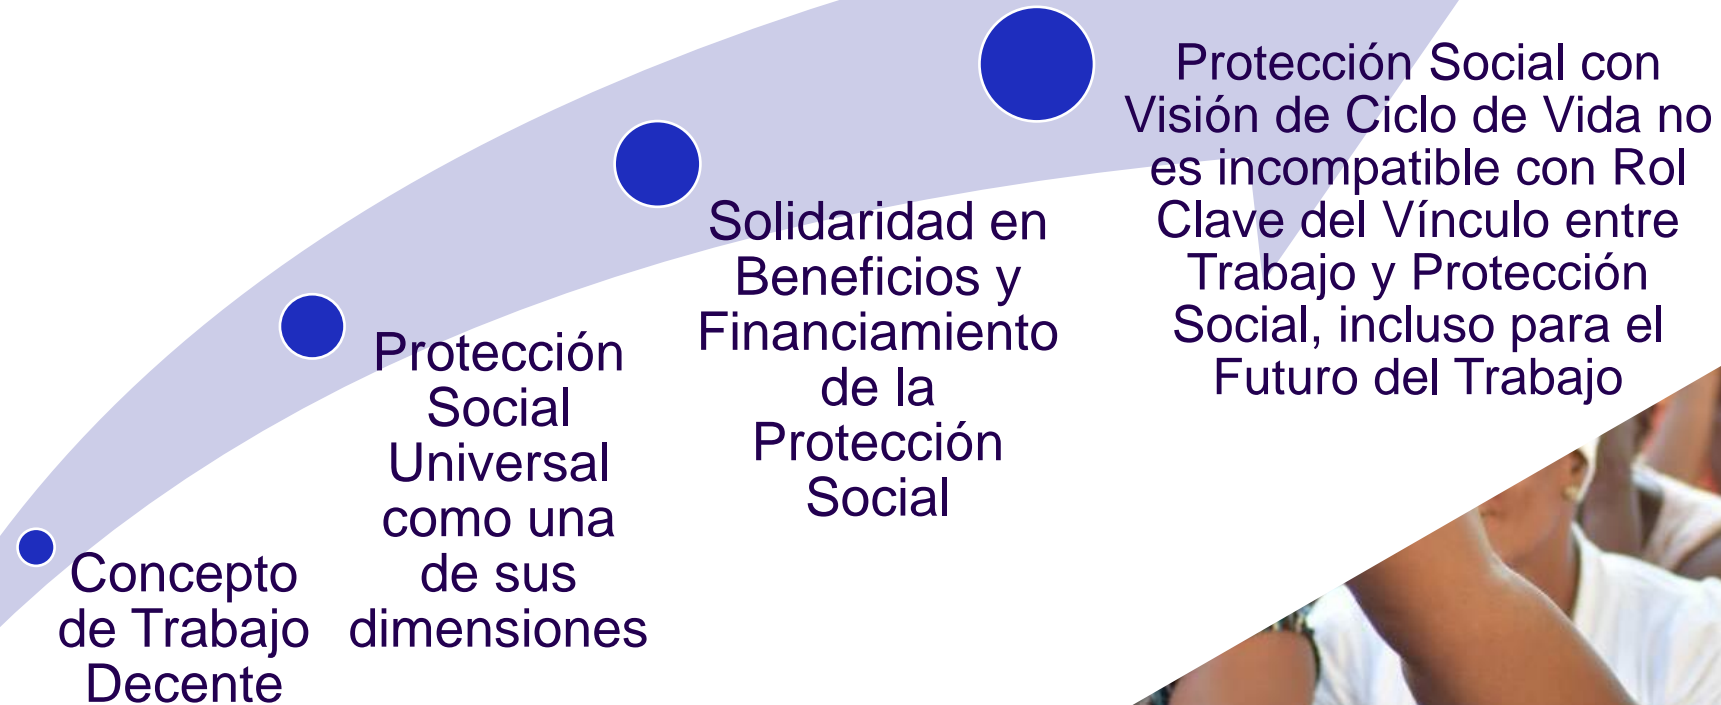 Concepto
de Trabajo
Decente
Protección
Social
Universal
como una
de sus
dimensiones
Solidaridad en
Beneficios y
Financiamiento
de la
Protección
Social
Protección Social con
Visión de Ciclo de Vida no
es incompatible con Rol
Clave del Vínculo entre
Trabajo y Protección
Social, incluso para el
Futuro del Trabajo